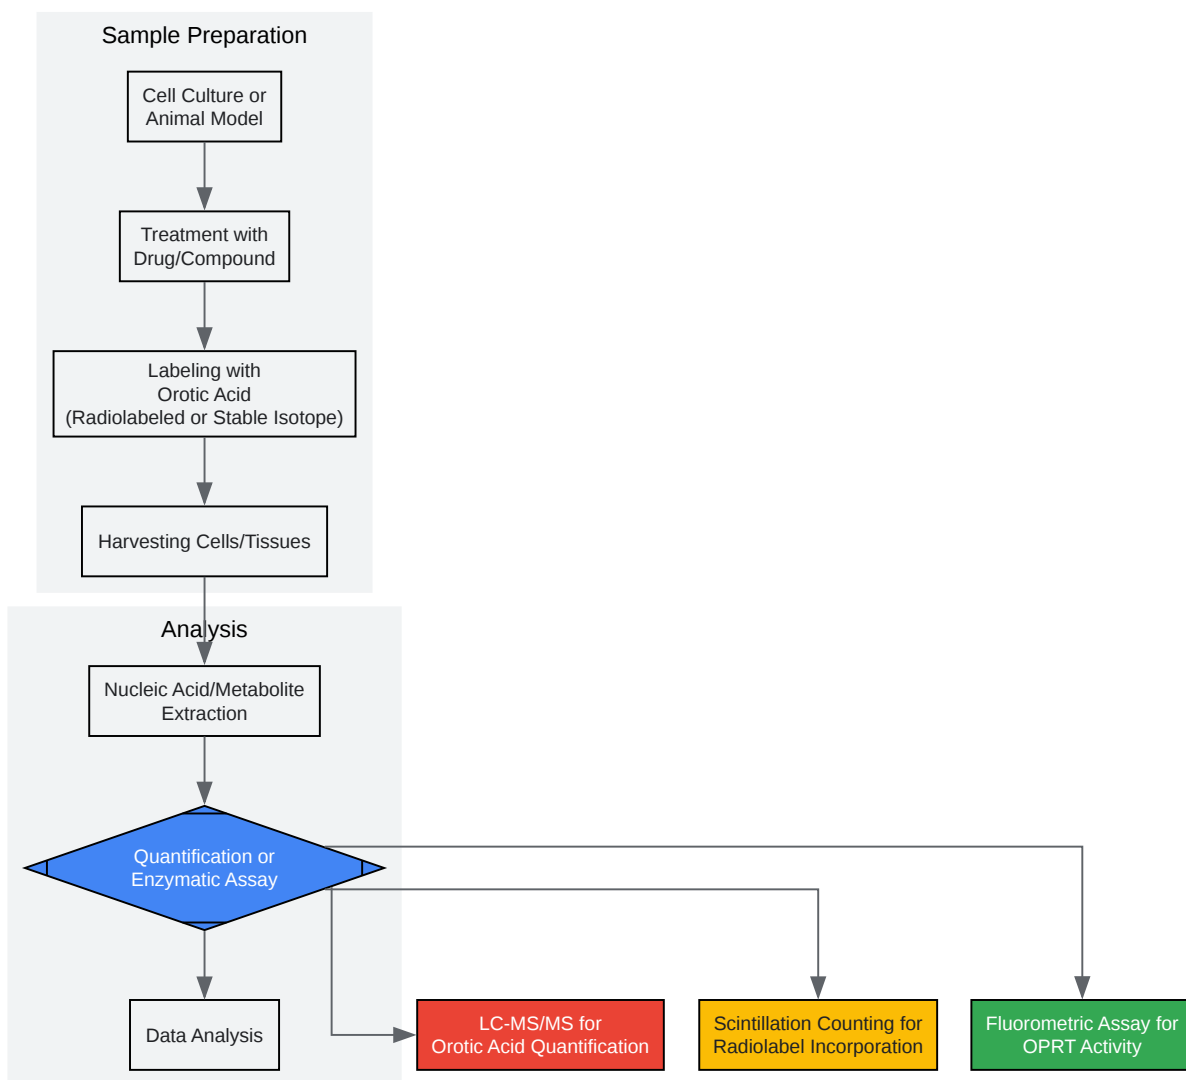 Sample Preparation
Cell Culture or
Animal Model
Treatment with
Drug/Compound
Labeling with
Orotic Acid
(Radiolabeled or Stable Isotope)
Harvesting Cells/Tissues
Analysis
Nucleic Acid/Metabolite
Extraction
Quantification or
Enzymatic Assay
Data Analysis
LC-MS/MS for
Orotic Acid Quantification
Scintillation Counting for
Radiolabel Incorporation
Fluorometric Assay for
OPRT Activity